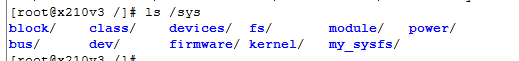 [root@x210v3 /]# ls /sys
block/ class/ devices/ fs/ module/ power/
bus/ dev/ firmware/ kernel/ my_sysfs/
[root@x210v3 /]#